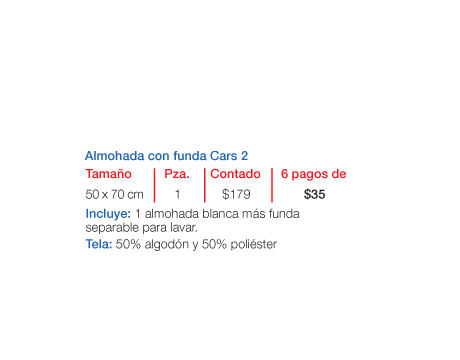 Almohada con funda Cars 2
Tamaño Pza. Contado 6 pagos de
50 x 70 cm 1 $179 $35
Incluye: 1 almohada blanca más funda
separable para lavar.
Tela: 50% algodón y 50% poliéster